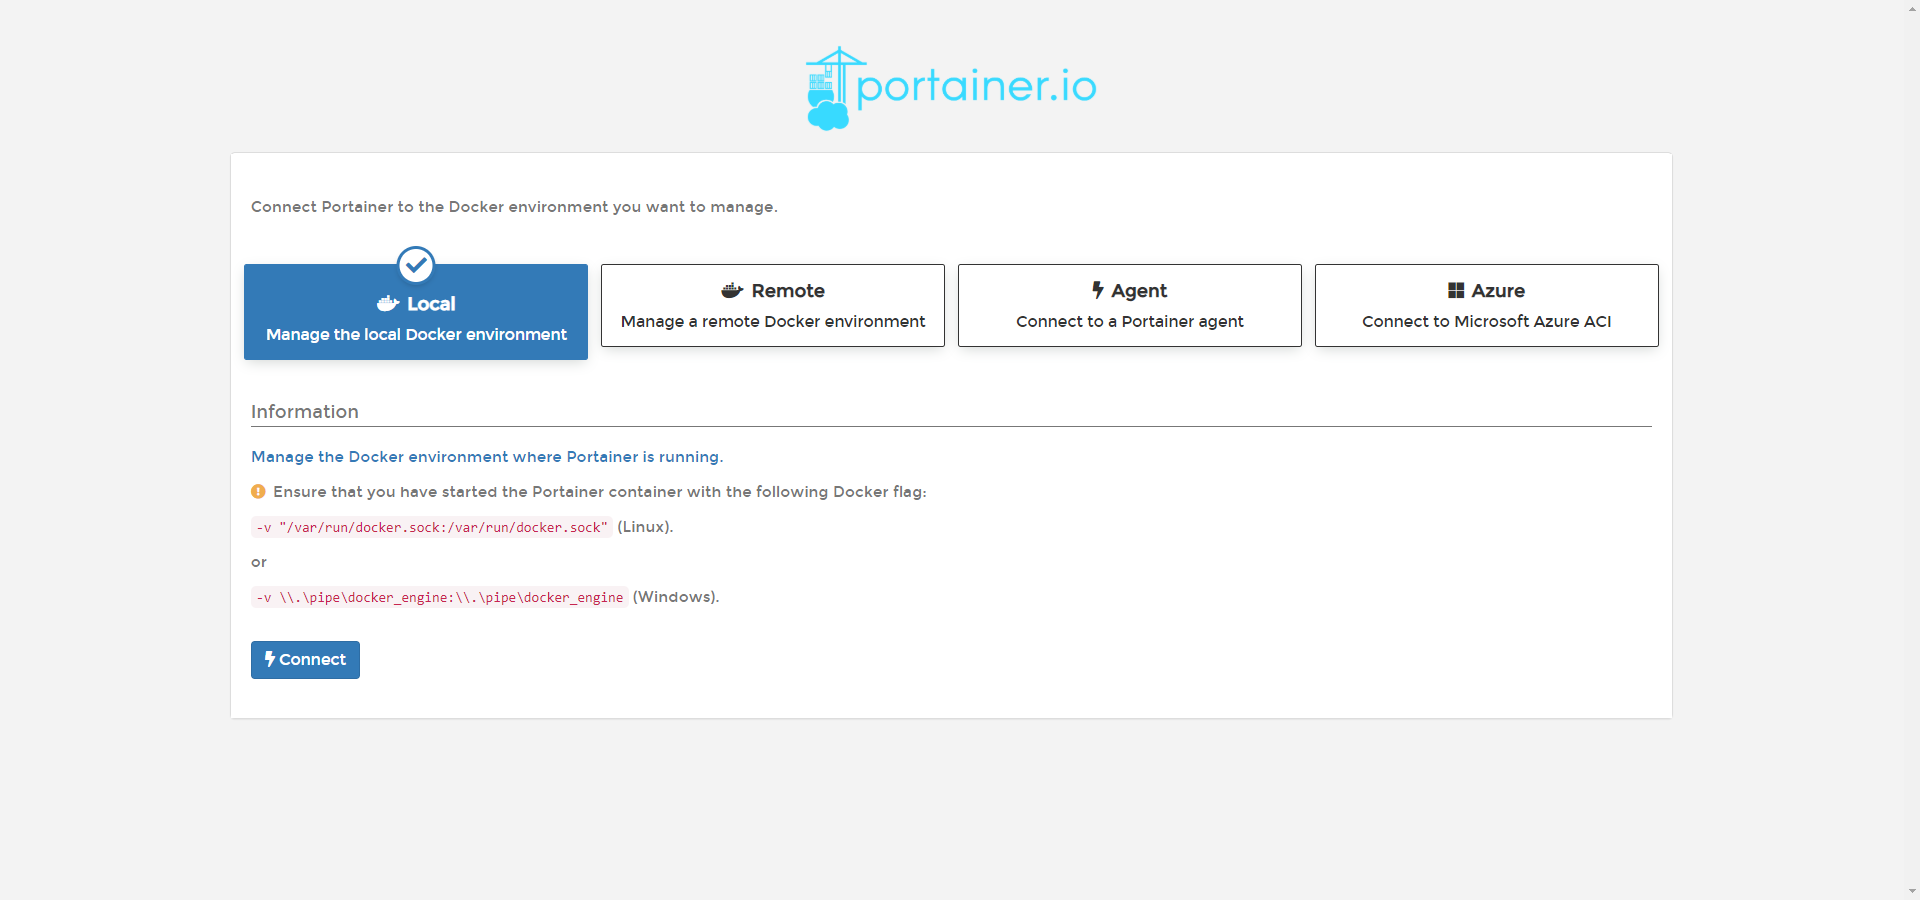 portainer.io
Connect Portainer to the Docker environment you want to manage.
Local
Manage the local Docker environment
Remote
Manage a remote Docker environment
Agent
Connect to a Portainer agent
Azure
Connect to Microsoft Azure ACI
Information
Manage the Docker environment where Portainer is running.
Ensure that you have started the Portainer container with the following Docker flag:
-v "/var/run/docker.sock:/var/run/docker.sock" (Linux).
or
-v \\.\pipe\docker_engine:\\.\pipe\docker_engine (Windows).
Connect